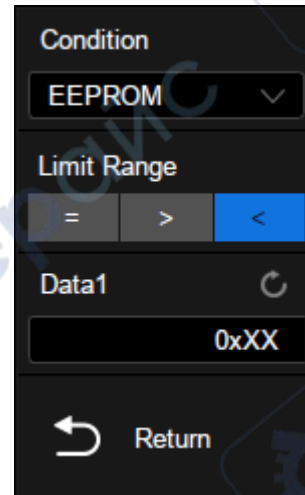 Condition
EEPROM
Limit Range
= > <
Data1
0xXX
Return